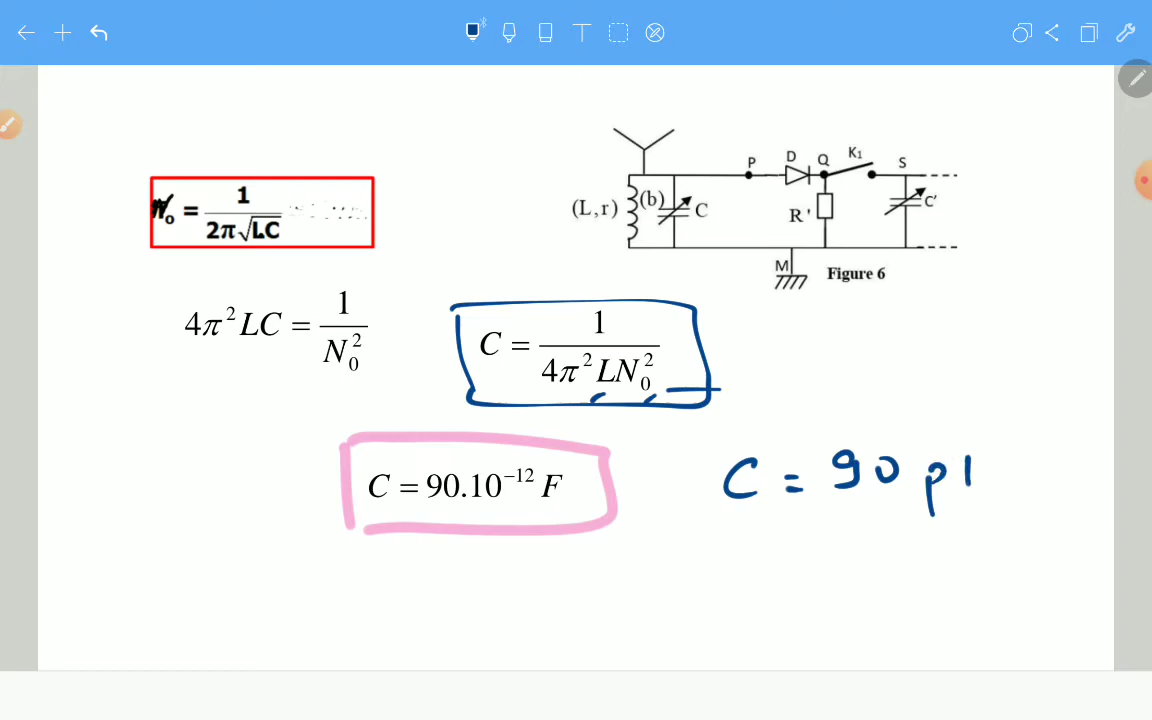 P D Q K₁ S
(L,r) (b) C R' C'
M Figure 6
N₀ = 1 / 2π√LC
4π²LC = 1 / N₀²
C = 1 / 4π²LN₀²
C = 90.10⁻¹² F
C = 90 p